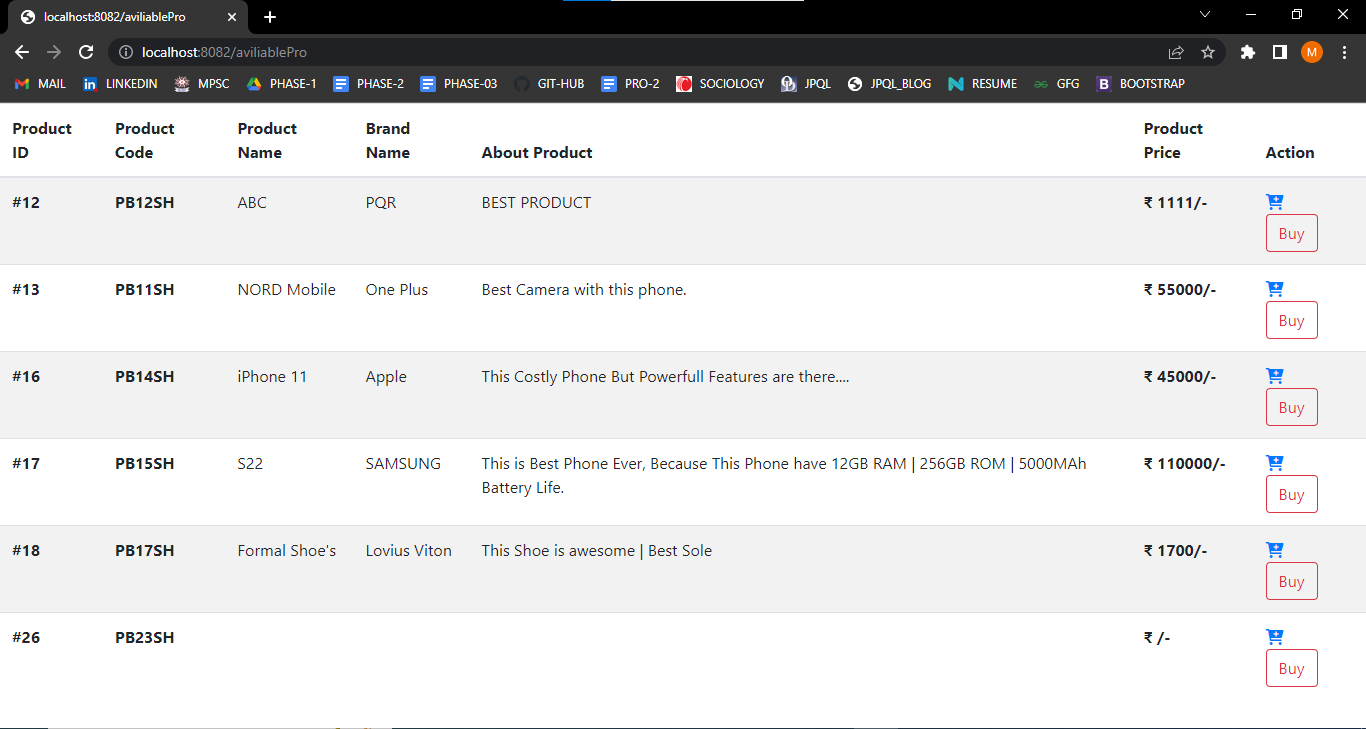 localhost:8082/aviliablePro
localhost:8082/aviliablePro
M
MAIL LINKEDIN MPSC PHASE-1 PHASE-2 PHASE-03 GIT-HUB PRO-2 SOCIOLOGY JPQL JPQL_BLOG RESUME GFG B BOOTSTRAP
Product ID Product Code Product Name Brand Name About Product Product Price Action
#12 PB12SH ABC PQR BEST PRODUCT ₹ 1111/-
Buy
#13 PB11SH NORD Mobile One Plus Best Camera with this phone. ₹ 55000/-
Buy
#16 PB14SH iPhone 11 Apple This Costly Phone But Powerfull Features are there.... ₹ 45000/-
Buy
#17 PB15SH S22 SAMSUNG This is Best Phone Ever, Because This Phone have 12GB RAM | 256GB ROM | 5000MAh ₹ 110000/-
Battery Life.
Buy
#18 PB17SH Formal Shoe's Lovius Viton This Shoe is awesome | Best Sole ₹ 1700/-
Buy
#26 PB23SH ₹ /-
Buy